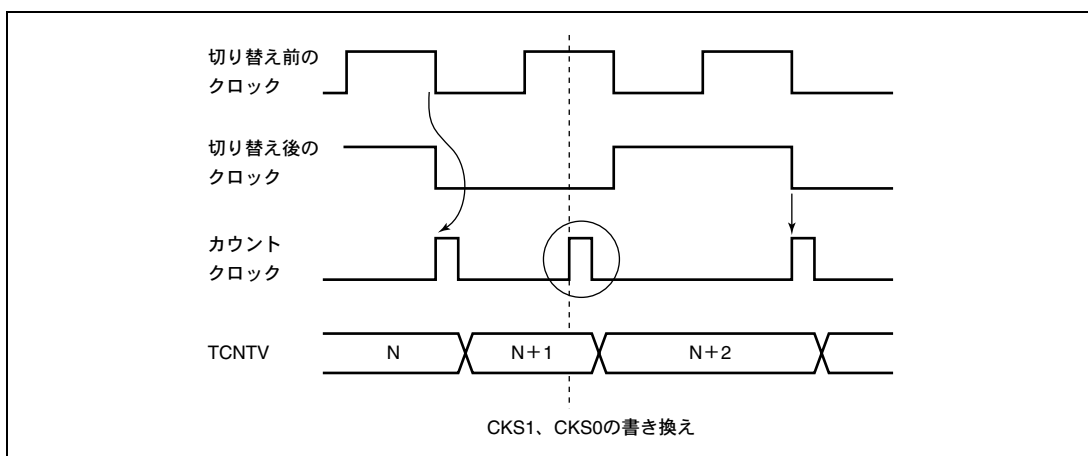 切り替え前の
クロック
切り替え後の
クロック
カウント
クロック
TCNTV
N
N+1
N+2
CKS1、CKS0の書き換え